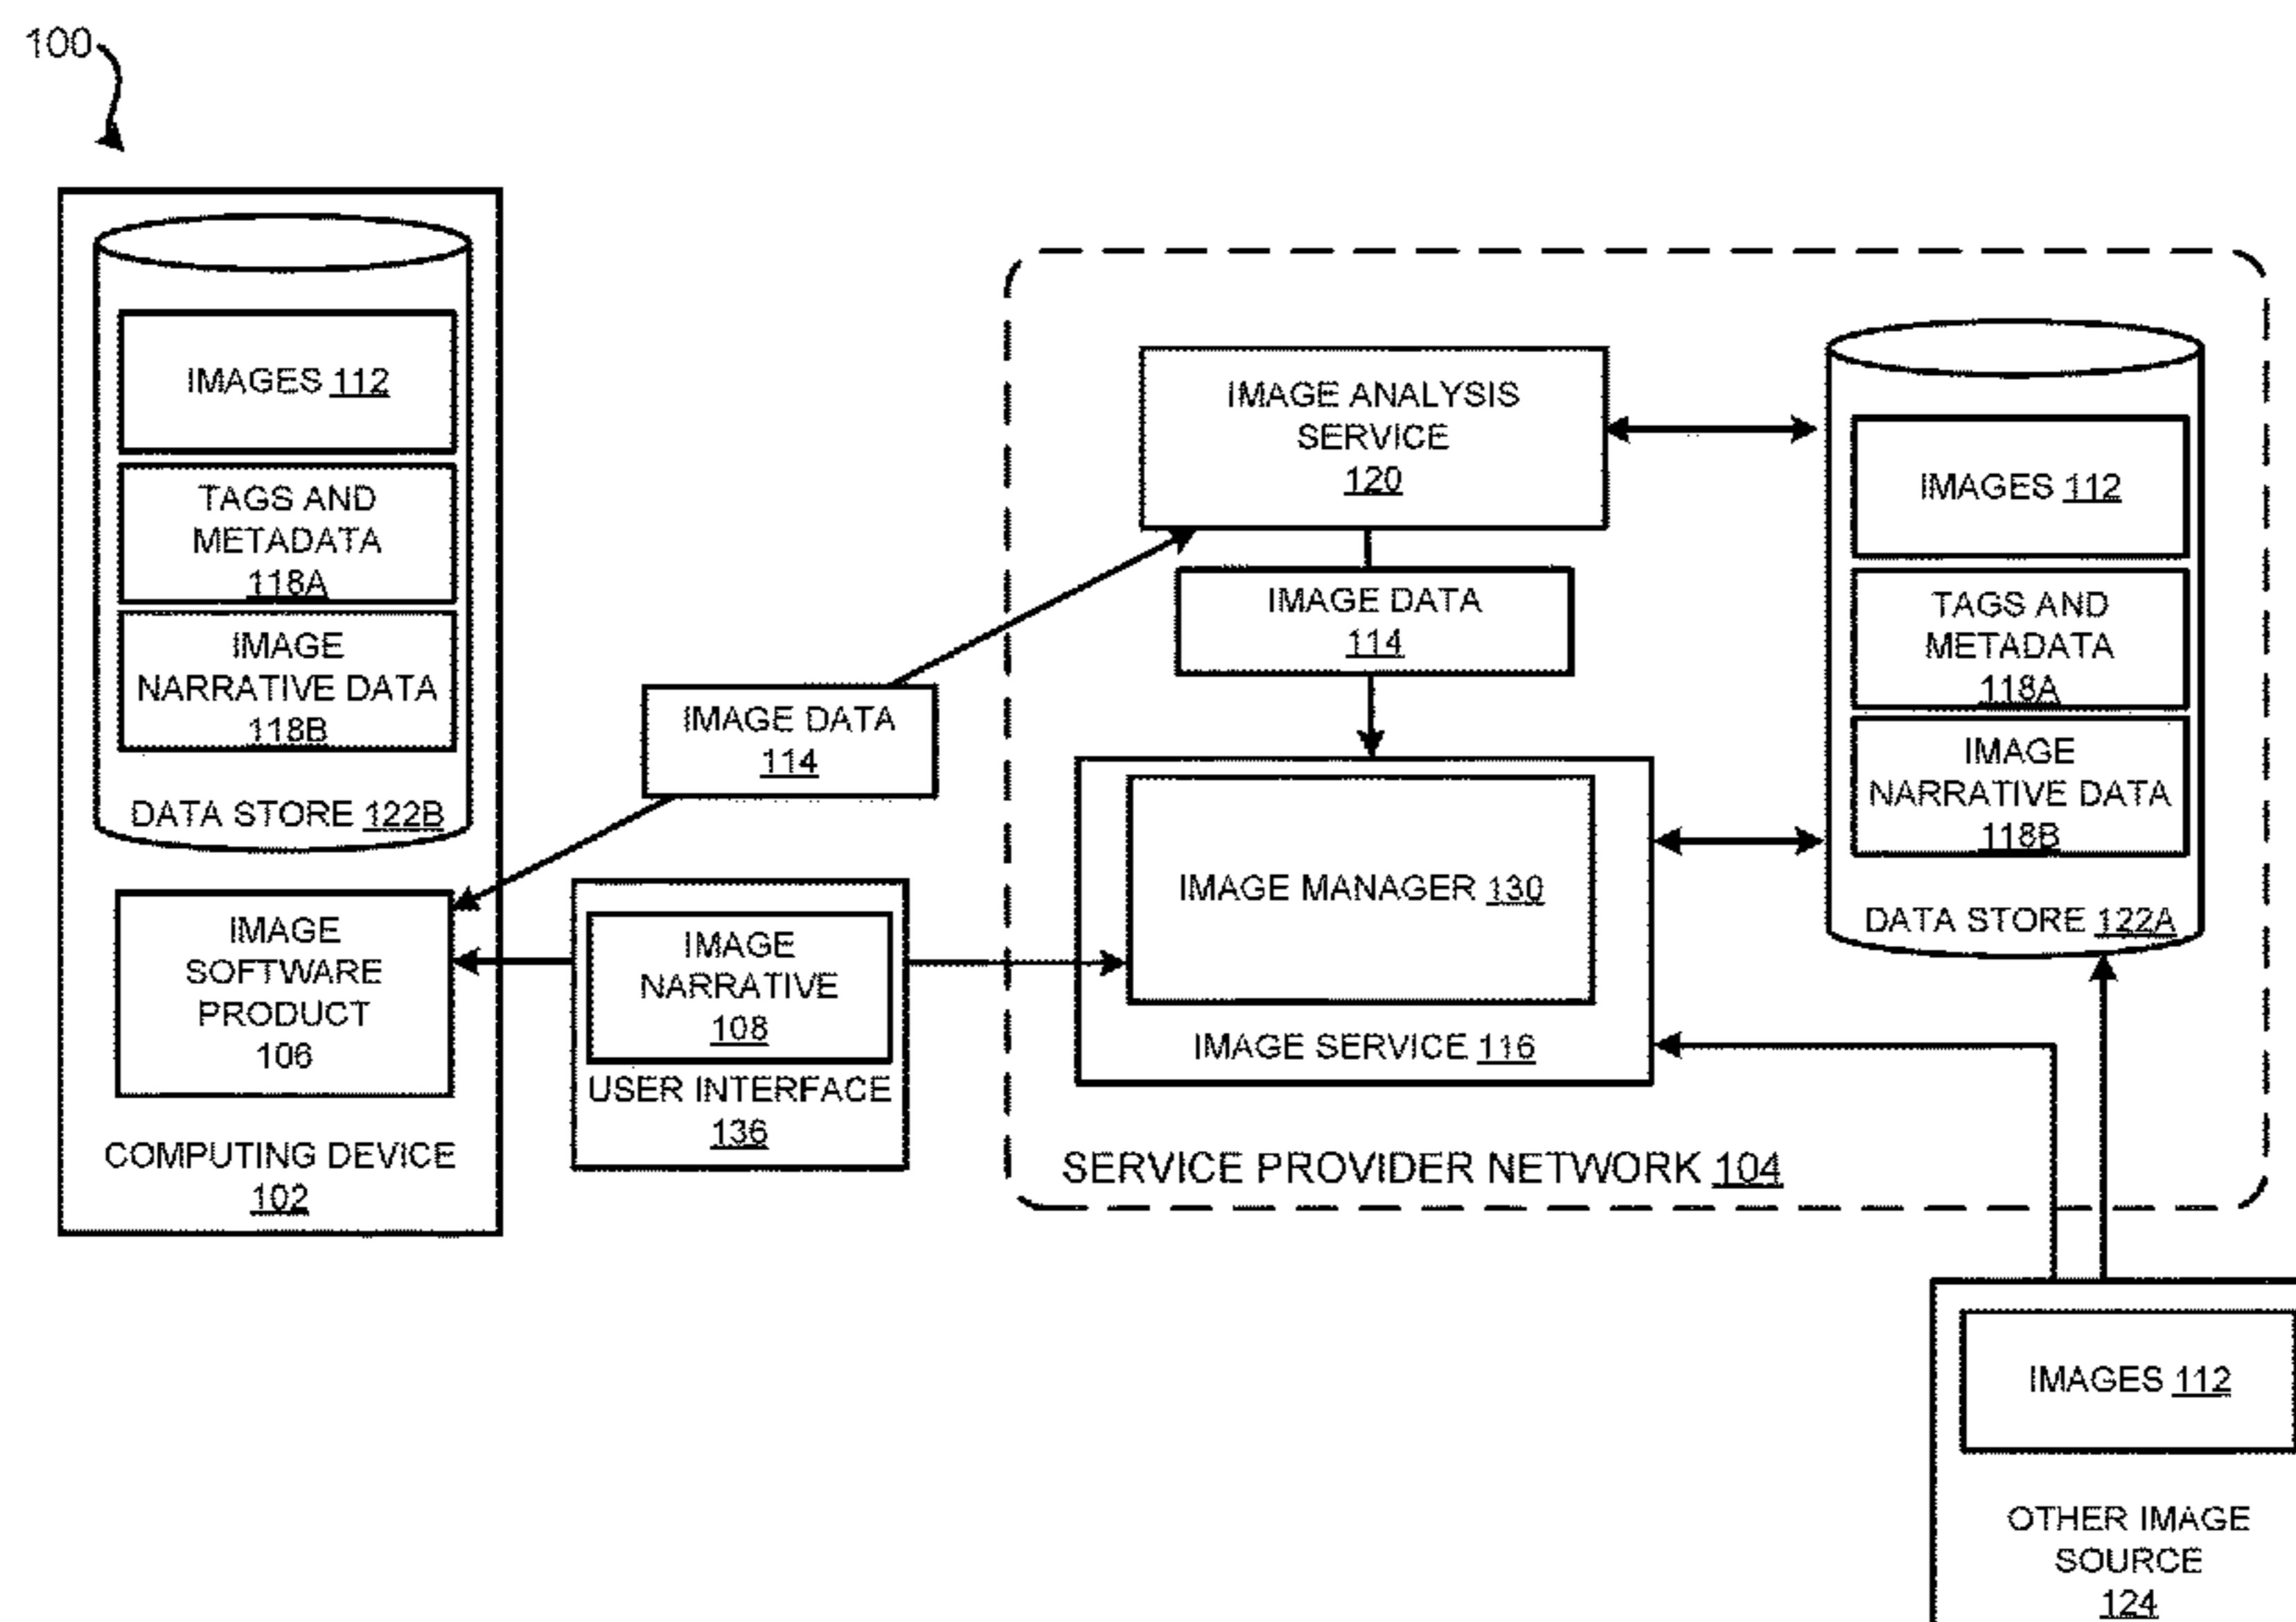 100
IMAGES 112
TAGS AND
METADATA
118A
IMAGE
NARRATIVE DATA
118B
DATA STORE 122B
IMAGE
SOFTWARE
PRODUCT
106
COMPUTING DEVICE
102
IMAGE DATA
114
IMAGE
NARRATIVE
108
USER INTERFACE
136
IMAGE ANALYSIS
SERVICE
120
IMAGE DATA
114
IMAGE MANAGER 130
IMAGE SERVICE 116
SERVICE PROVIDER NETWORK 104
IMAGES 112
TAGS AND
METADATA
118A
IMAGE
NARRATIVE DATA
118B
DATA STORE 122A
IMAGES 112
OTHER IMAGE
SOURCE
124